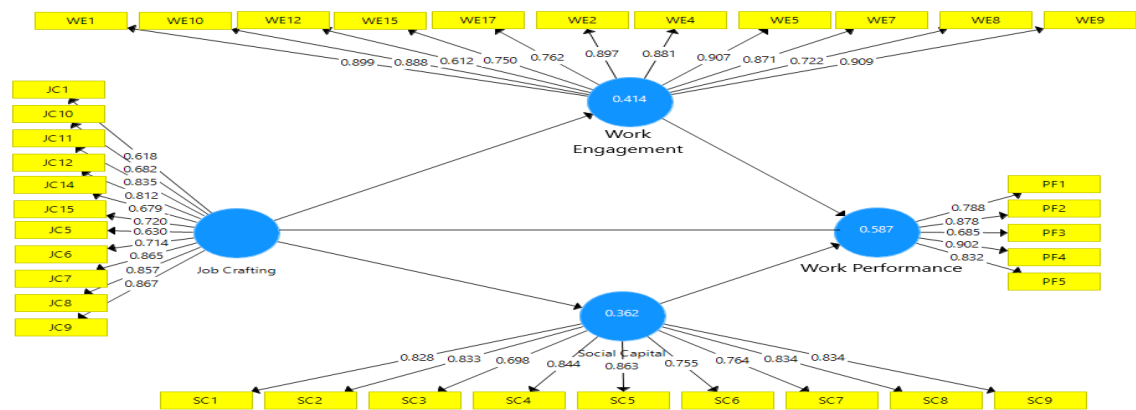 WE1 WE10 WE12 WE15 WE17 WE2 WE4 WE5 WE7 WE8 WE9
0.899 0.888 0.612 0.750 0.762 0.897 0.881 0.907 0.871 0.722 0.909
0.414
Work
Engagement
JC1
JC10
JC11
JC12
JC14
JC15
JC5
JC6
JC7
JC8
JC9
0.618
0.682
0.835
0.812
0.679
0.720
0.630
0.714
0.865
0.857
0.867
Job Crafting
0.587
Work Performance
0.788
0.878
0.685
0.902
0.832
PF1
PF2
PF3
PF4
PF5
0.362
Social Capital
0.828 0.833 0.698 0.844 0.863 0.755 0.764 0.834 0.834
SC1 SC2 SC3 SC4 SC5 SC6 SC7 SC8 SC9